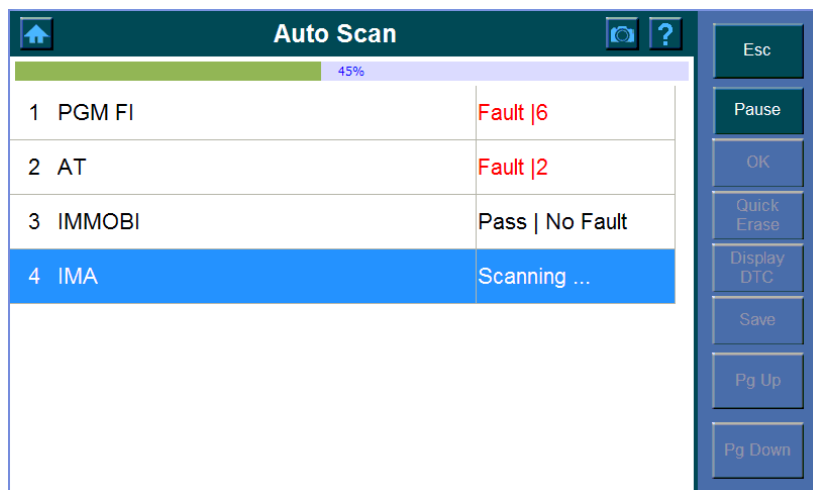 Auto Scan
?
45%
1 PGM FI Fault |6
2 AT Fault |2
3 IMMOBI Pass | No Fault
4 IMA Scanning ...
Esc
Pause
OK
Quick
Erase
Display
DTC
Save
Pg Up
Pg Down